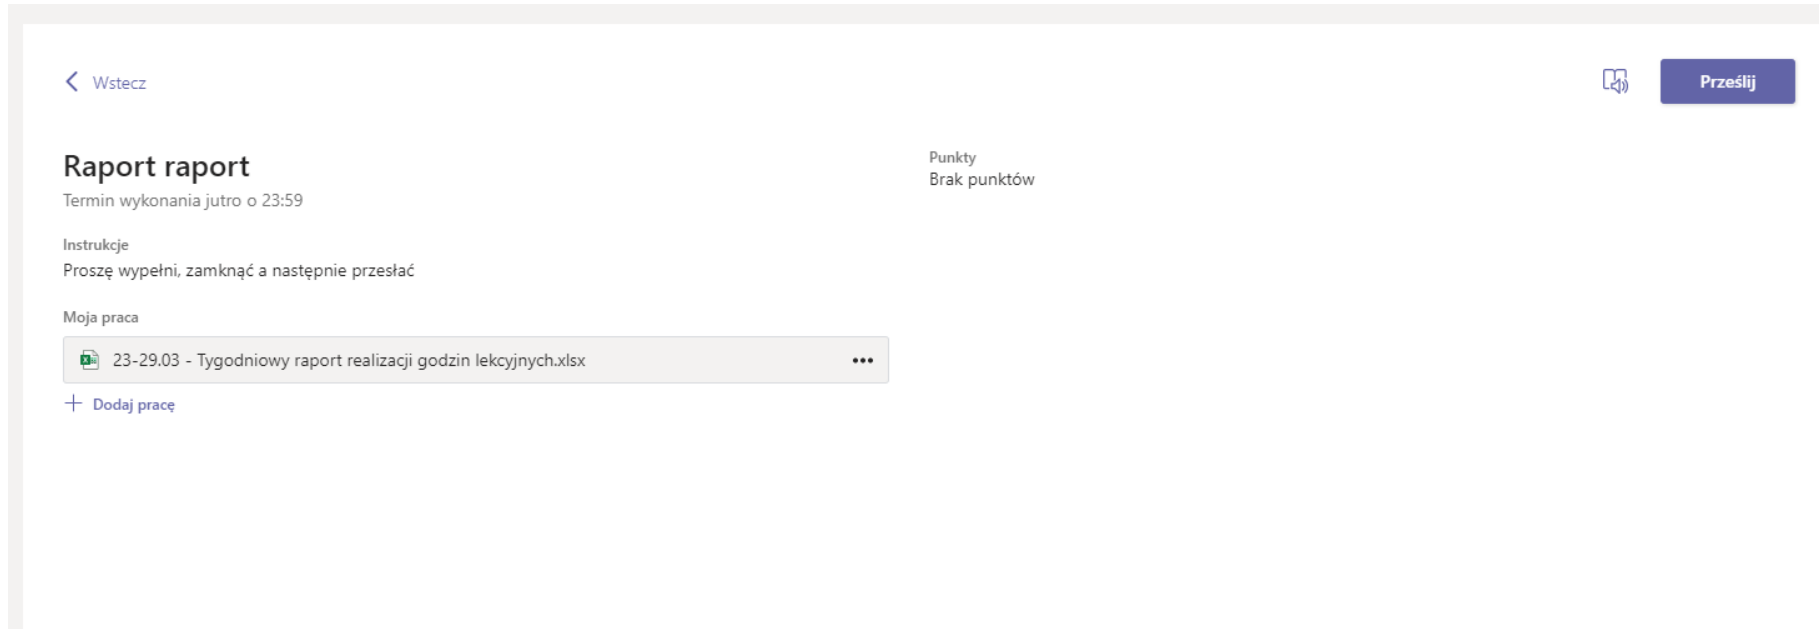 Wstecz
Prześlij
Raport raport
Termin wykonania jutro o 23:59
Punkty
Brak punktów
Instrukcje
Proszę wypełni, zamknąć a następnie przesłać
Moja praca
23-29.03 - Tygodniowy raport realizacji godzin lekcyjnych.xlsx
Dodaj pracę